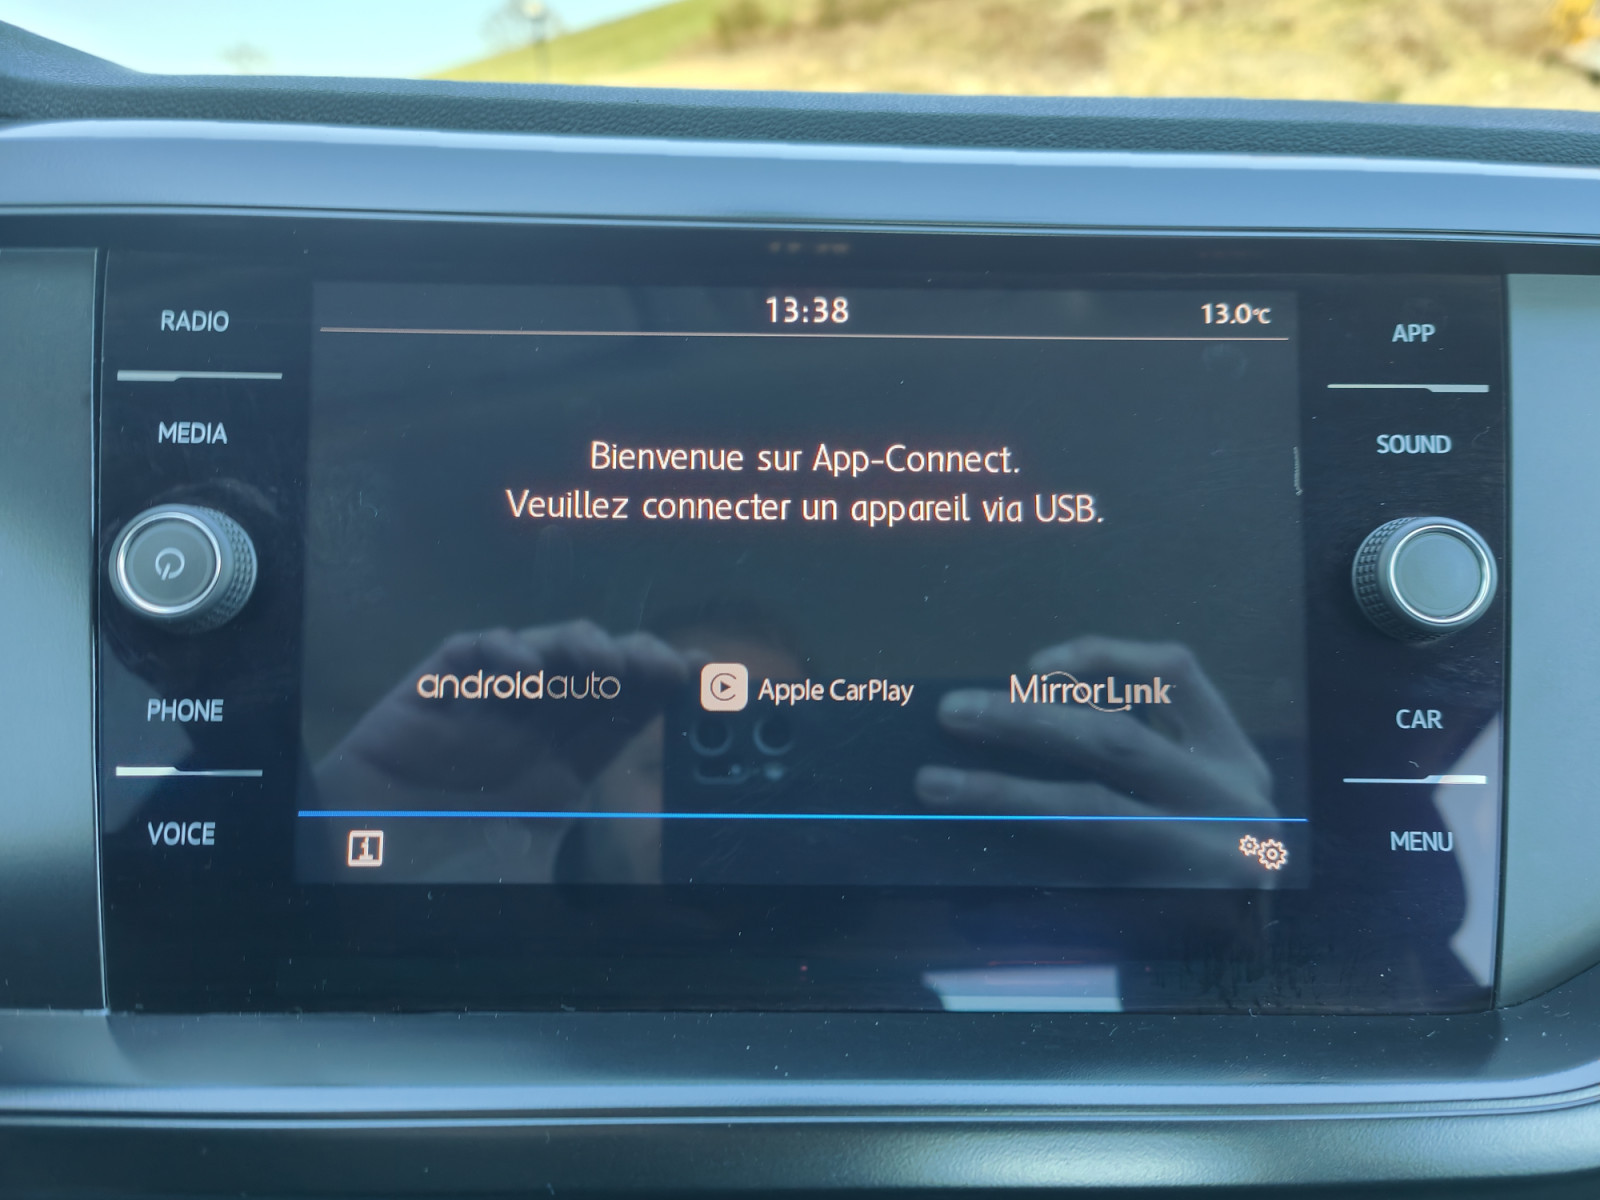 13:38
13.0°C
RADIO
MEDIA
PHONE
VOICE
Bienvenue sur App-Connect.
Veuillez connecter un appareil via USB.
androidauto
Apple CarPlay
MirrorLink
i
APP
SOUND
CAR
MENU